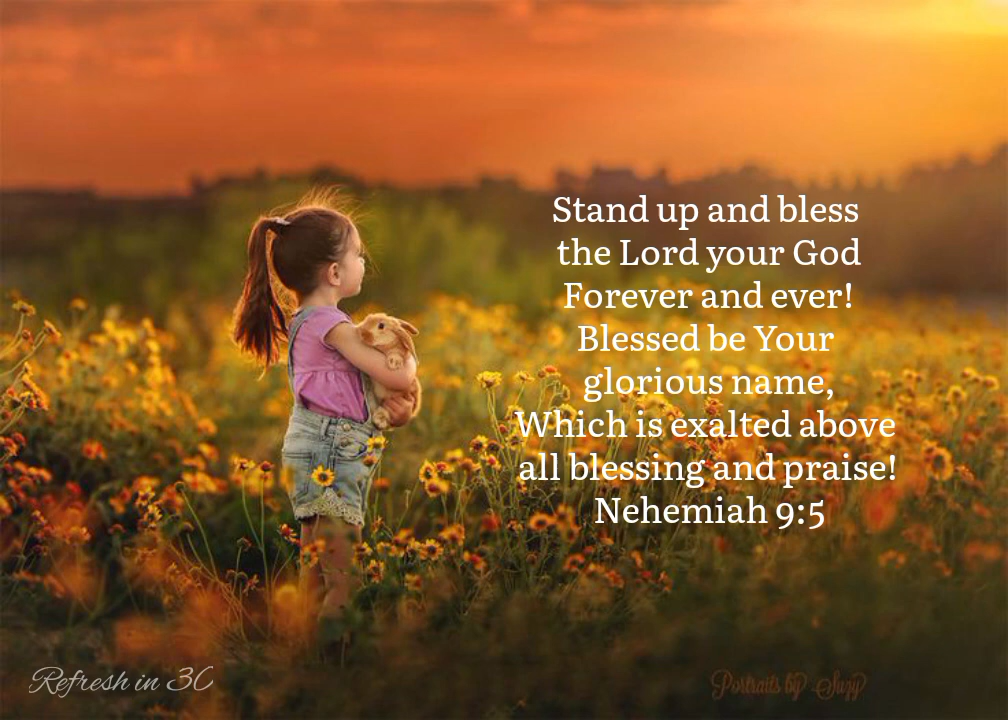 Stand up and bless
the Lord your God
Forever and ever!
Blessed be Your
glorious name,
Which is exalted above
all blessing and praise!
Nehemiah 9:5
Refresh in 3C
Portraits by Suzy